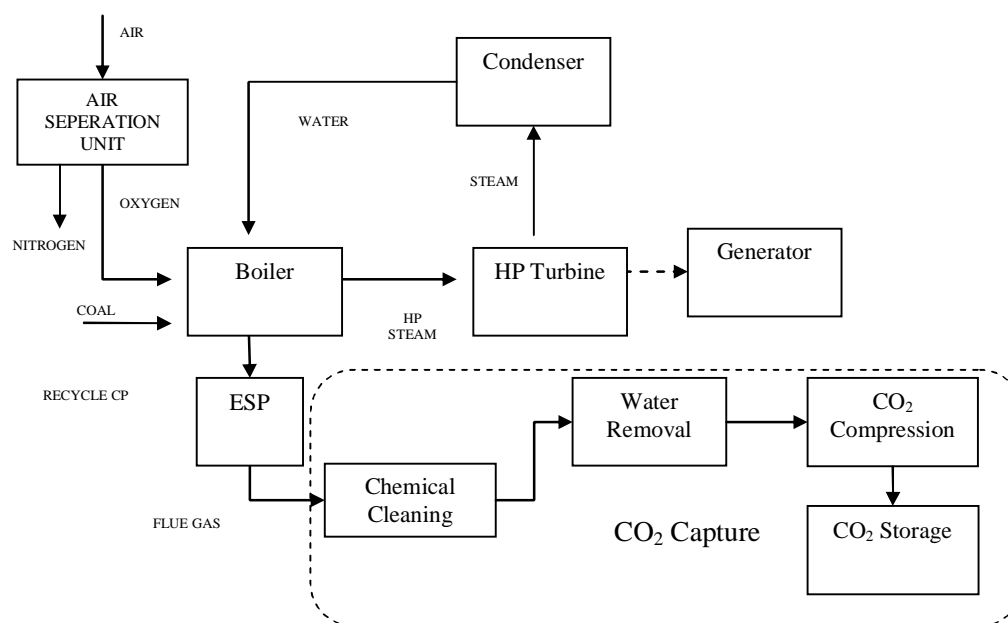 AIR
AIR
SEPERATION
UNIT
Condenser
WATER
STEAM
OXYGEN
NITROGEN
Boiler
HP Turbine
Generator
COAL
HP
STEAM
RECYCLE CP
ESP
Water
Removal
CO₂
Compression
Chemical
Cleaning
FLUE GAS
CO₂ Capture
CO₂ Storage